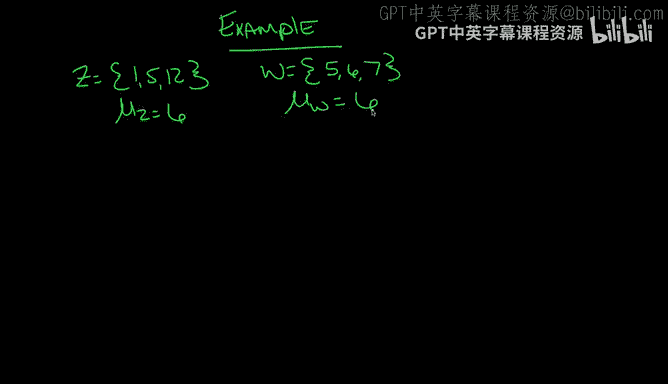 GPT中英字幕课程资源@bilibili.com
GPT中英字幕课程资源 bilibili
EXAMPLE
Z = {1,5,12} W = {5,6,7}
μz = 6 μw = 6